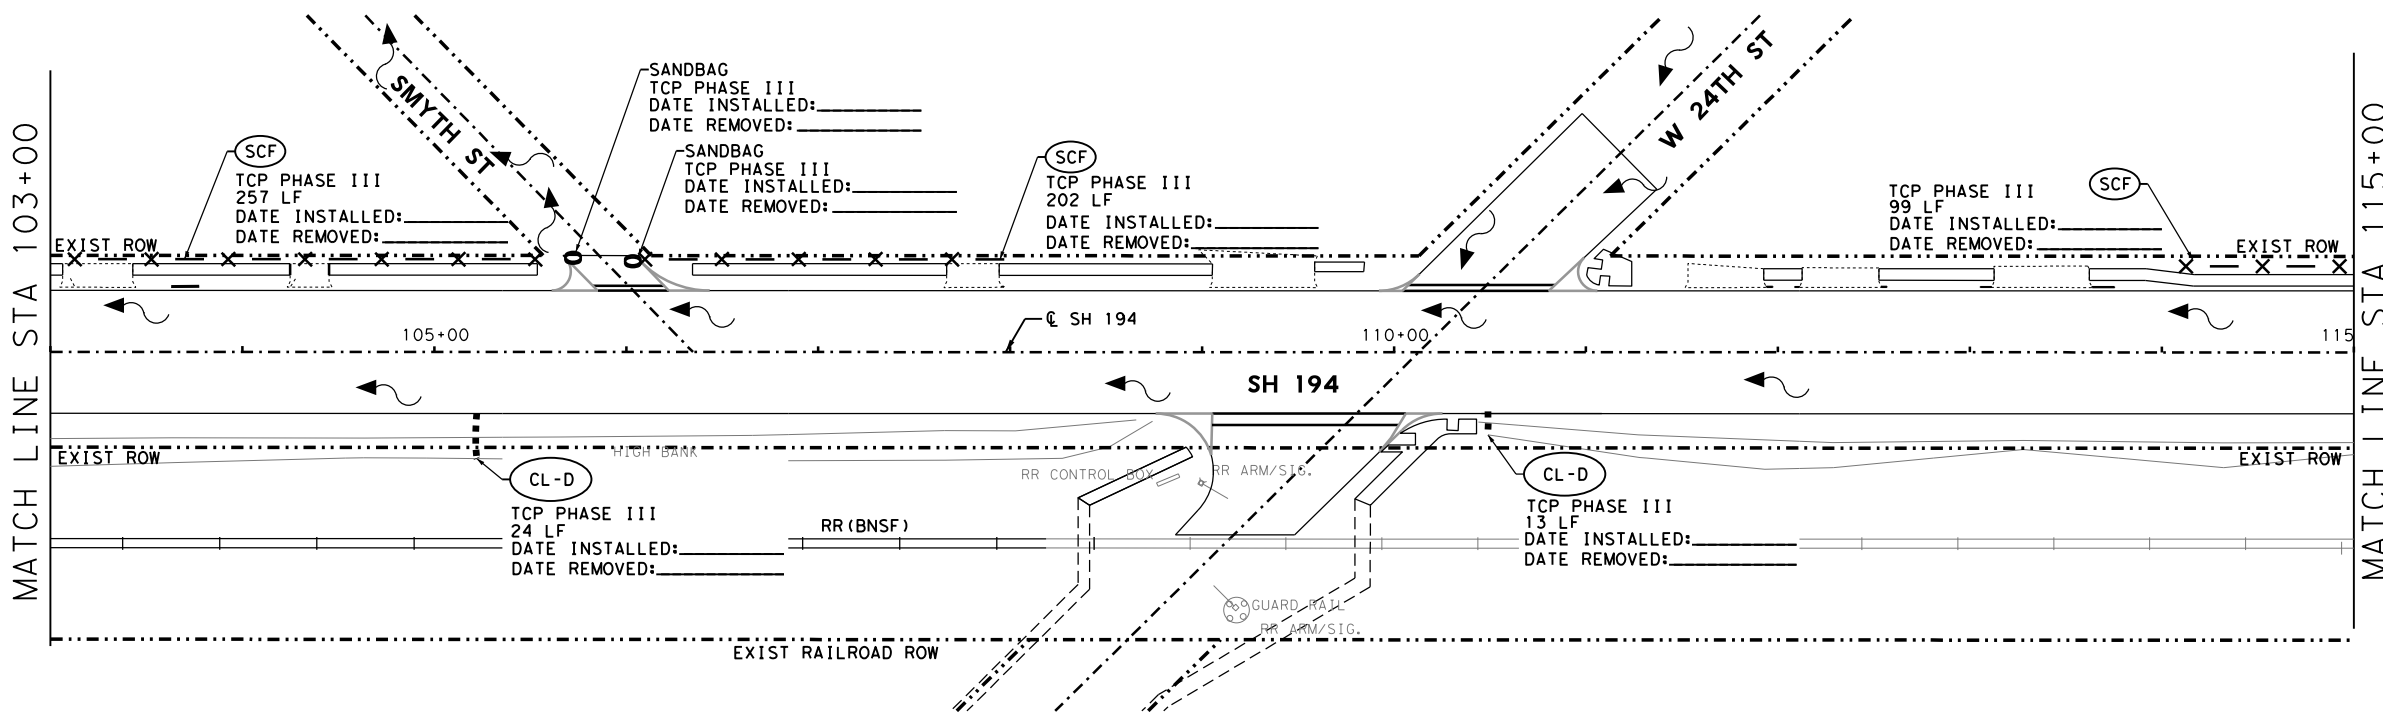 MATCH LINE STA 103+00
SMYTH ST
SCF
TCP PHASE III
257 LF
DATE INSTALLED:
DATE REMOVED:
EXIST ROW
SANDBAG
TCP PHASE III
DATE INSTALLED:
DATE REMOVED:
SANDBAG
TCP PHASE III
DATE INSTALLED:
DATE REMOVED:
SCF
TCP PHASE III
202 LF
DATE INSTALLED:
DATE REMOVED:
W 24TH ST
SCF
TCP PHASE III
99 LF
DATE INSTALLED:
DATE REMOVED:
EXIST ROW
105+00
℄ SH 194
110+00
115
SH 194
EXIST ROW
HIGH BANK
CL-D
TCP PHASE III
24 LF
DATE INSTALLED:
DATE REMOVED:
RR (BNSF)
RR CONTROL BOX
RR ARM/SIG.
CL-D
TCP PHASE III
13 LF
DATE INSTALLED:
DATE REMOVED:
EXIST ROW
GUARD RAIL
RR ARM/SIG.
EXIST RAILROAD ROW
MATCH LINE STA 115+00